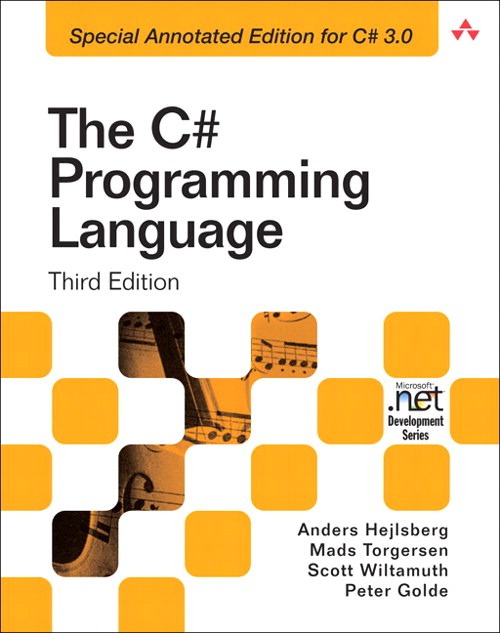 Special Annotated Edition for C# 3.0
The C#
Programming
Language
Third Edition
Microsoft
.net
Development
Series
Anders Hejlsberg
Mads Torgersen
Scott Wiltamuth
Peter Golde